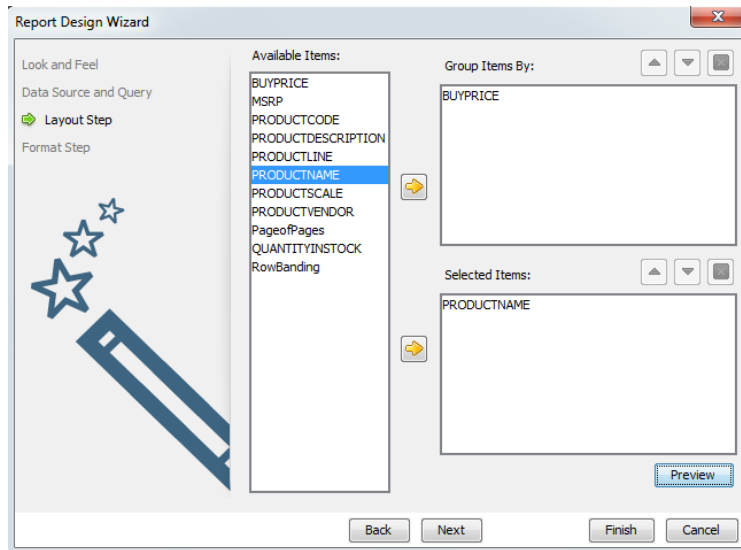 Report Design Wizard
Look and Feel
Data Source and Query
Layout Step
Format Step
Available Items:
BUYPRICE
MSRP
PRODUCTCODE
PRODUCTDESCRIPTION
PRODUCTLINE
PRODUCTNAME
PRODUCTSCALE
PRODUCTVENDOR
PageofPages
QUANTITYINSTOCK
RowBanding
Group Items By:
BUYPRICE
Selected Items:
PRODUCTNAME
Preview
Back
Next
Finish
Cancel